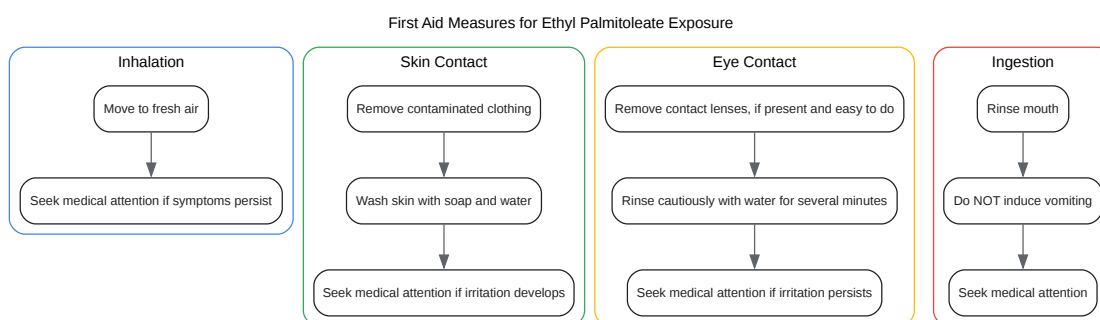 First Aid Measures for Ethyl Palmitoleate Exposure
Inhalation
Move to fresh air
Seek medical attention if symptoms persist
Skin Contact
Remove contaminated clothing
Wash skin with soap and water
Seek medical attention if irritation develops
Eye Contact
Remove contact lenses, if present and easy to do
Rinse cautiously with water for several minutes
Seek medical attention if irritation persists
Ingestion
Rinse mouth
Do NOT induce vomiting
Seek medical attention